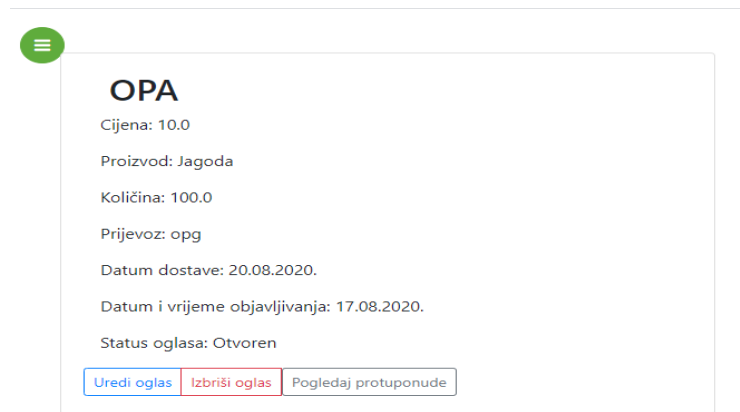 OPA
Cijena: 10.0
Proizvod: Jagoda
Količina: 100.0
Prijevoz: opg
Datum dostave: 20.08.2020.
Datum i vrijeme objavljivanja: 17.08.2020.
Status oglasa: Otvoren
Uredi oglas Izbriši oglas Pogledaj protuponude